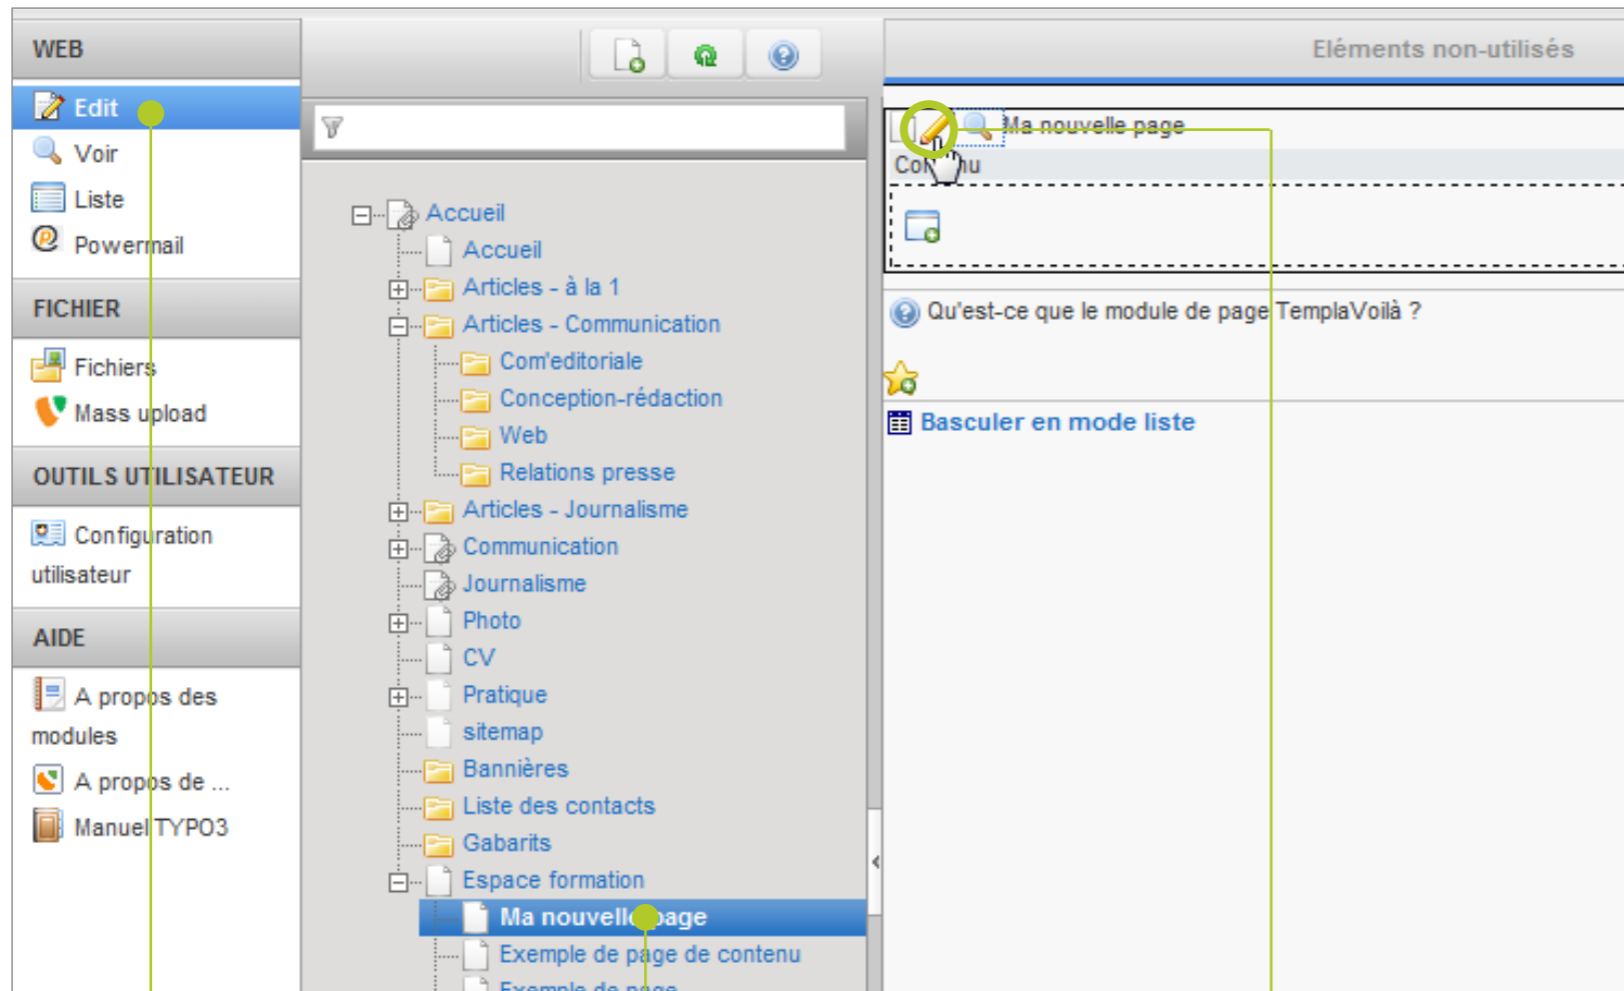 WEB
Edit
Voir
Liste
Powermail
FICHIER
Fichiers
Mass upload
OUTILS UTILISATEUR
Configuration
utilisateur
AIDE
A propos des
modules
A propos de ...
Manuel TYPO3
Accueil
Accueil
Articles - à la 1
Articles - Communication
Com'editoriale
Conception-rédaction
Web
Relations presse
Articles - Journalisme
Communication
Journalisme
Photo
CV
Pratique
sitemap
Bannières
Liste des contacts
Gabarits
Espace formation
Ma nouvelle page
Exemple de page de contenu
Exemple de page
Eléments non-utilisés
Ma nouvelle page
Contenu
Qu'est-ce que le module de page TemplaVoilà ?
Basculer en mode liste